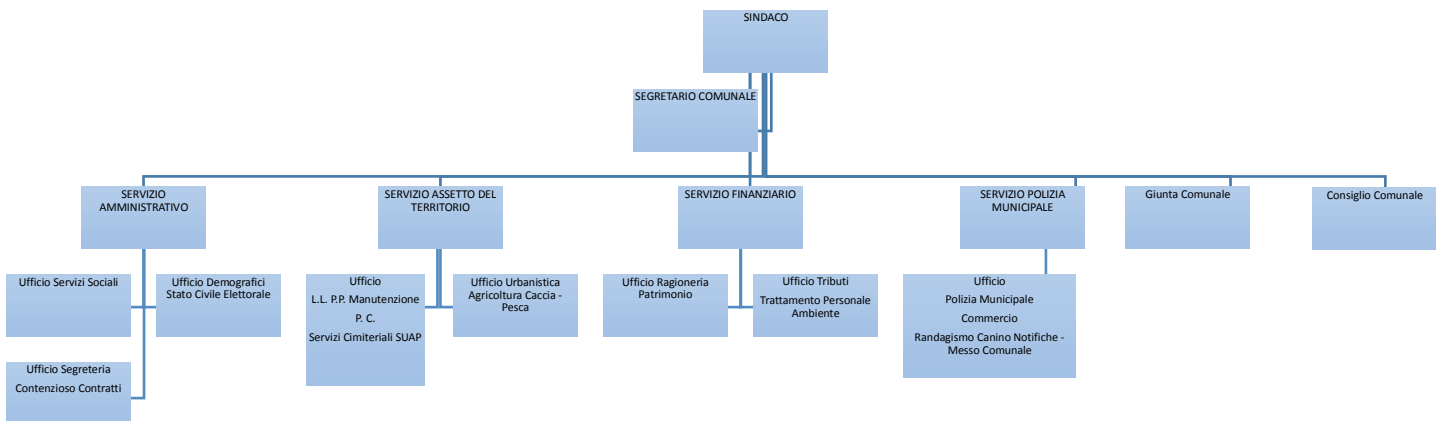 SINDACO
SEGRETARIO COMUNALE
SERVIZIO
AMMINISTRATIVO
SERVIZIO ASSETTO DEL
TERRITORIO
SERVIZIO FINANZIARIO
SERVIZIO POLIZIA
MUNICIPALE
Giunta Comunale
Consiglio Comunale
Ufficio Servizi Sociali
Ufficio Demografici
Stato Civile Elettorale
Ufficio
L.L. P.P. Manutenzione
P. C.
Servizi Cimiteriali SUAP
Ufficio Urbanistica
Agricoltura Caccia -
Pesca
Ufficio Ragioneria
Patrimonio
Ufficio Tributi
Trattamento Personale
Ambiente
Ufficio
Polizia Municipale
Commercio
Randagismo Canino Notifiche -
Messo Comunale
Ufficio Segreteria
Contenzioso Contratti